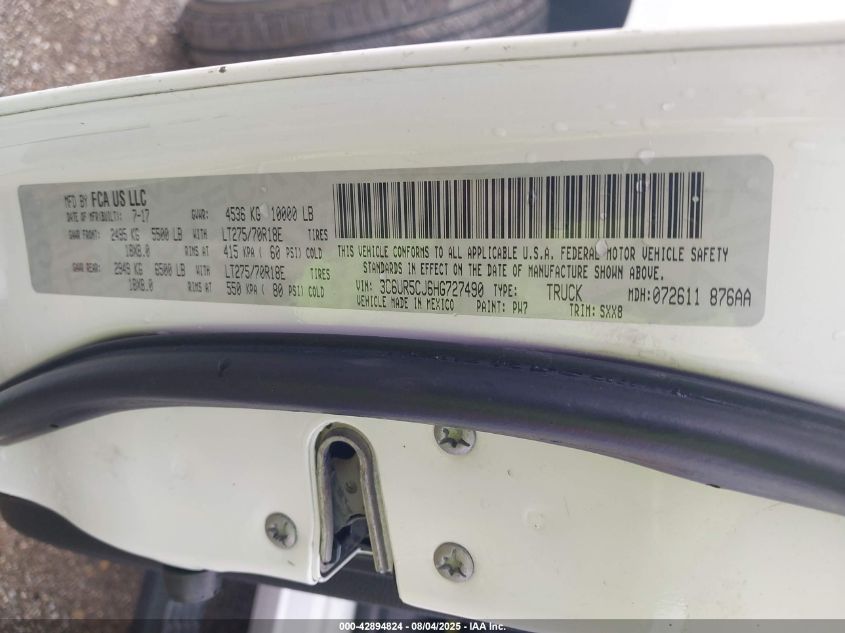 MFD BY FCA US LLC
DATE OF MFR(BUILT): 7-17 GVWR: 4536 KG 10000 LB
GAWR FRONT: 2495 KG 5500 LB WITH LT275/70R18E TIRES
18X8.0 RIMS AT 415 KPA ( 60 PSI) COLD
GAWR REAR: 2949 KG 6500 LB WITH LT275/70R18E TIRES
18X8.0 RIMS AT 550 KPA ( 80 PSI) COLD
THIS VEHICLE CONFORMS TO ALL APPLICABLE U.S.A. FEDERAL MOTOR VEHICLE SAFETY
STANDARDS IN EFFECT ON THE DATE OF MANUFACTURE SHOWN ABOVE.
VIN: 3C6UR5CJ6HG727490 TYPE: TRUCK MDH:072611 876AA
VEHICLE MADE IN MEXICO PAINT: PW7 TRIM: SXX8
000-42894824 - 08/04/2025 - IAA Inc.